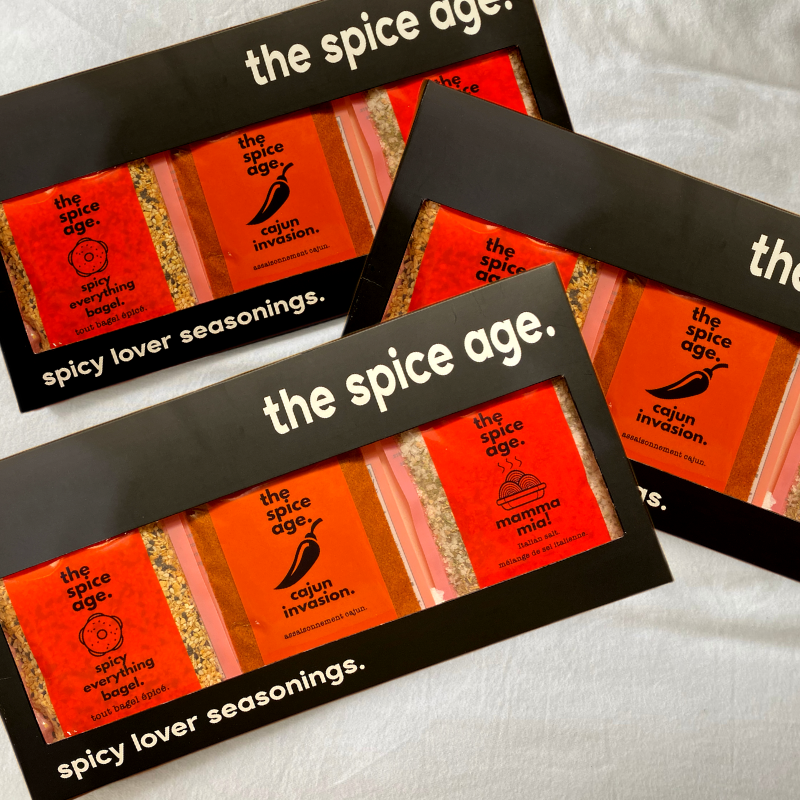 the spice age.
the
spice
age.
spicy
everything
bagel.
tout bagel épicé.
the
spice
age.
cajun
invasion.
assaisonnement cajun.
the
spice
spicy lover seasonings.
the
the
spice
age.
the
spice
age.
cajun
invasion.
assaisonnement cajun.
the spice age.
the
spice
age.
spicy
everything
bagel.
tout bagel épicé.
the
spice
age.
cajun
invasion.
assaisonnement cajun.
the
spice
age.
mamma
mia!
Italian salt
mélange de sel italienne
spicy lover seasonings.